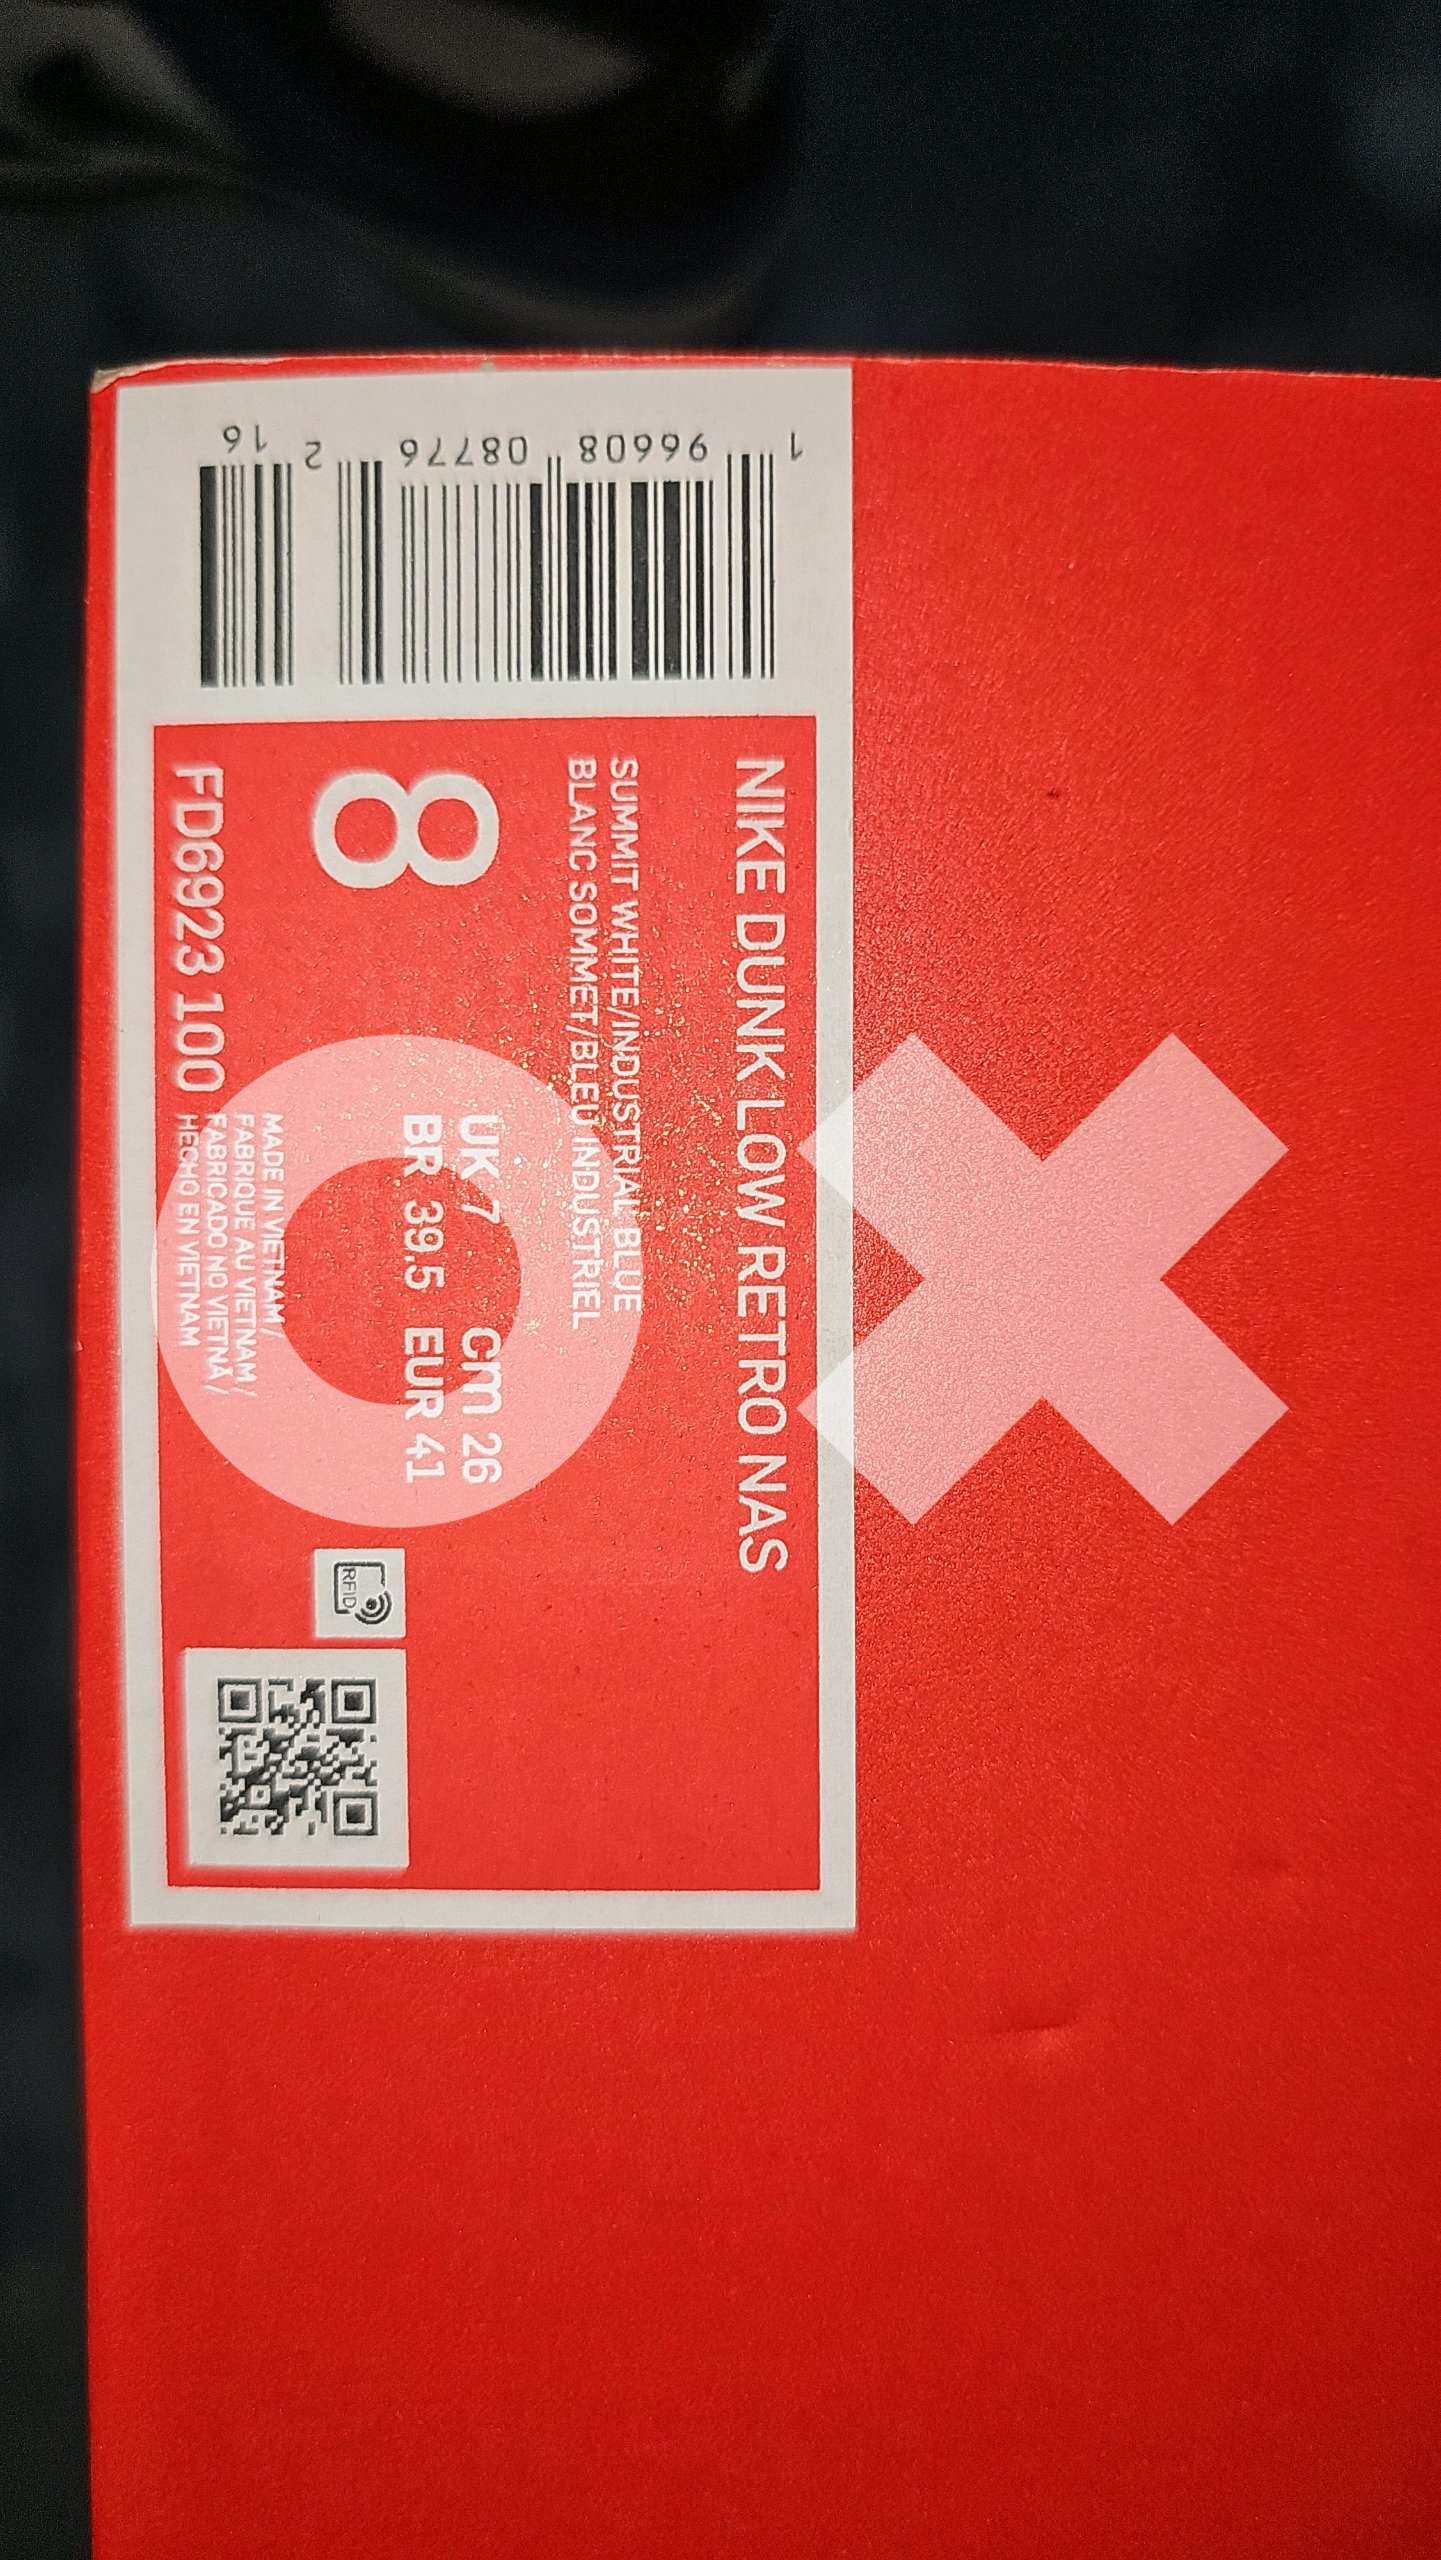 NIKE DUNK LOW RETRO NAS
SUMMIT WHITE/INDUSTRIAL BLUE
BLANC SOMMET/BLEU INDUSTRIEL
8
UK 7 cm 26
BR 39.5 EUR 41
FD6923 100
MADE IN VIETNAM /
FABRIQUE AU VIETNAM /
FABRICADO NO VIETNÃ /
HECHO EN VIETNAM
RFID
1 96608 08776 2 16